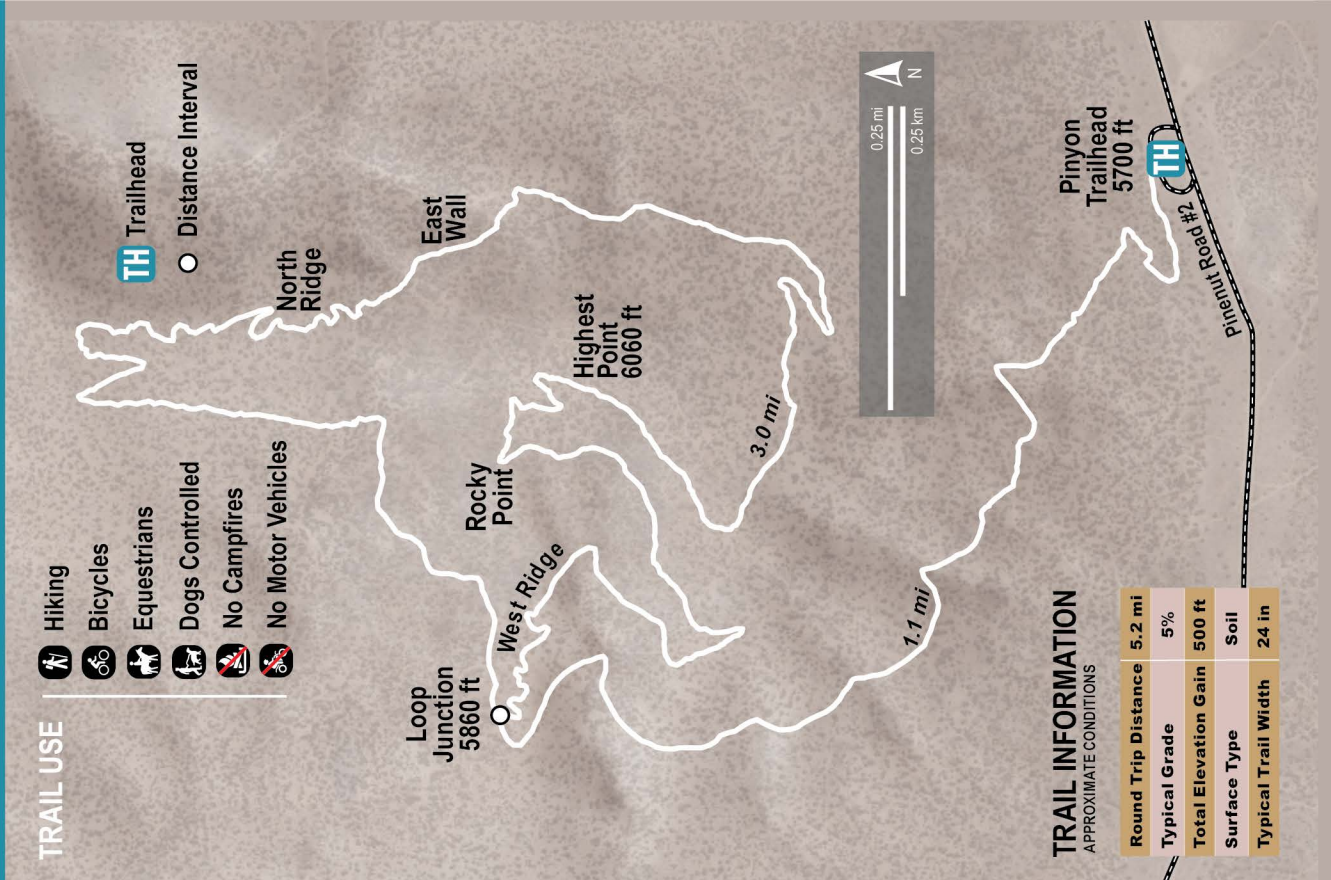 TRAIL USE
Hiking
Bicycles
Equestrians
Dogs Controlled
No Campfires
No Motor Vehicles
TH Trailhead
Distance Interval
North
Ridge
East
Wall
Loop
Junction
5860 ft
West Ridge
Rocky
Point
Highest
Point
6060 ft
3.0 mi
1.1 mi
0.25 mi
0.25 km
N
Pinyon
Trailhead
5700 ft
TH
Pinenut Road #2
TRAIL INFORMATION
APPROXIMATE CONDITIONS
Round Trip Distance 5.2 mi
Typical Grade 5%
Total Elevation Gain 500 ft
Surface Type Soil
Typical Trail Width 24 in